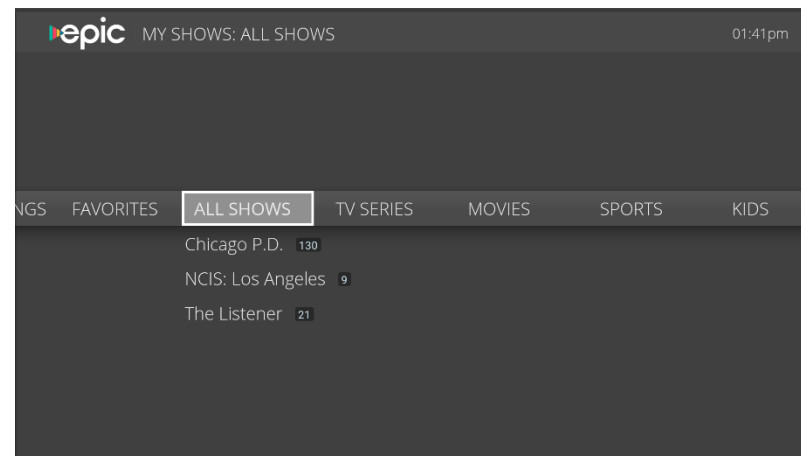 epic MY SHOWS: ALL SHOWS 01:41pm
NGS FAVORITES ALL SHOWS TV SERIES MOVIES SPORTS KIDS
Chicago P.D. 130
NCIS: Los Angeles 9
The Listener 21